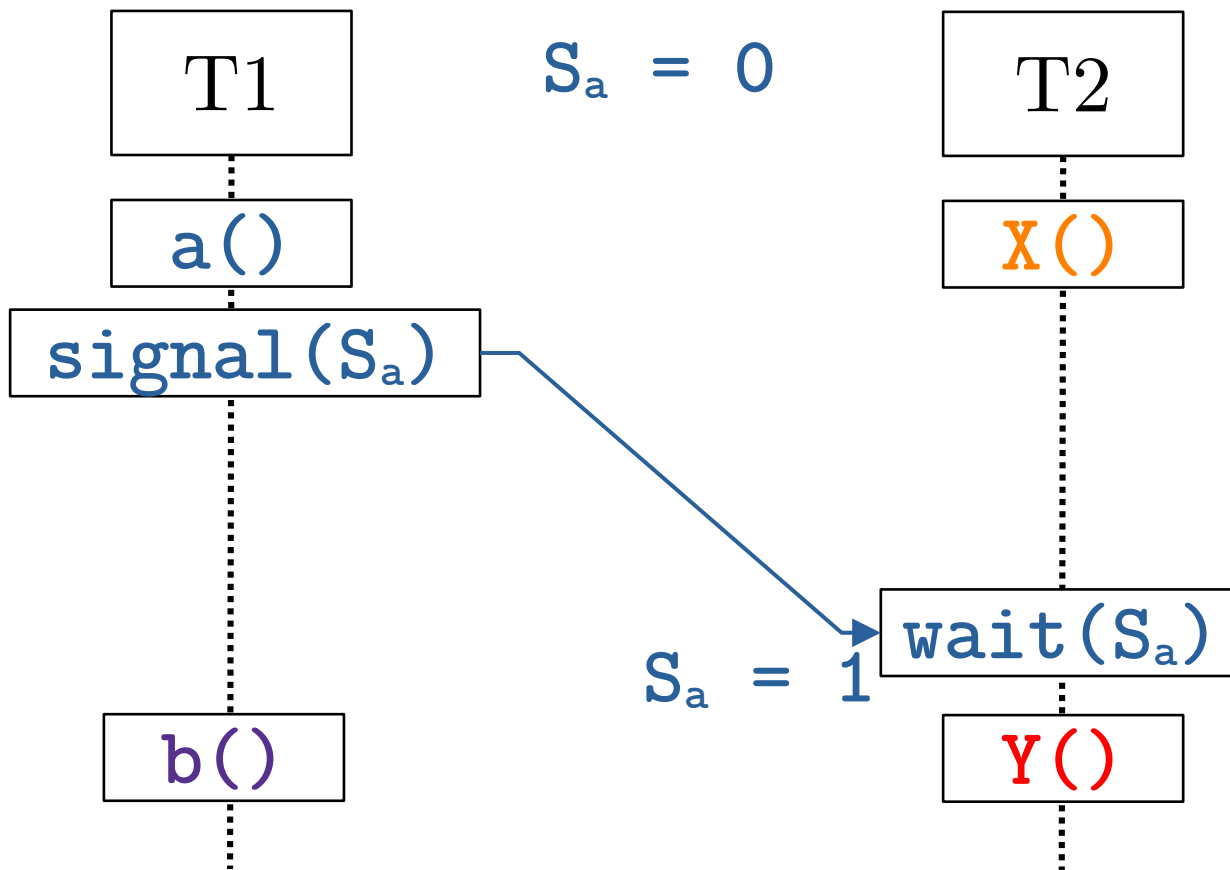 T1
Sₐ = 0
T2
a()
X()
signal(Sₐ)
wait(Sₐ)
Sₐ = 1
b()
Y()